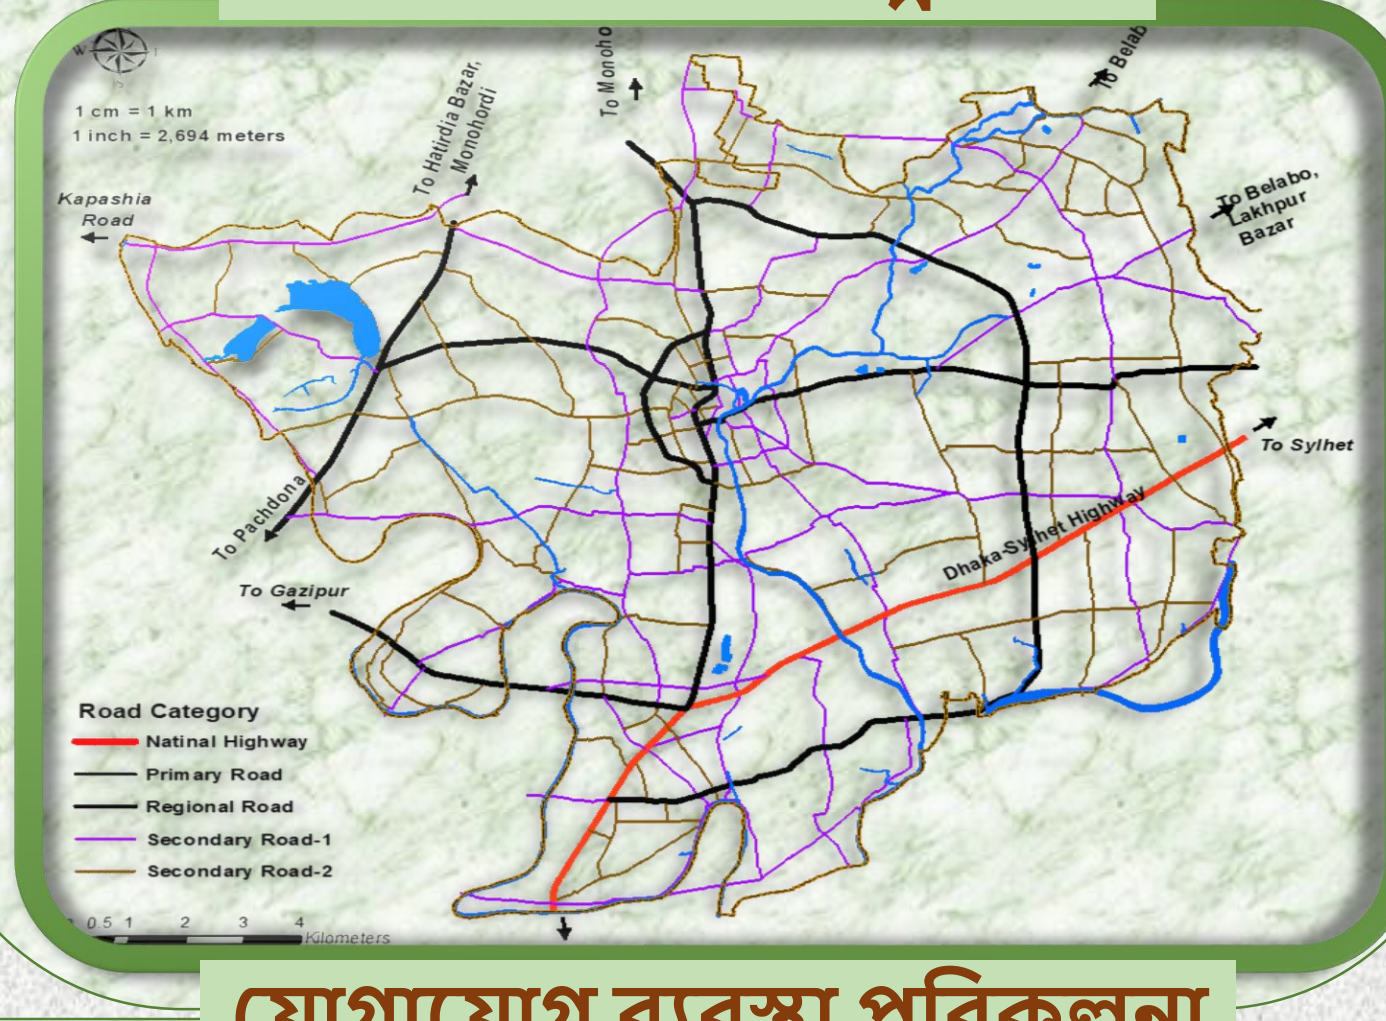 W
1 cm = 1 km
1 inch = 2,694 meters
To Hatirdia Bazar,
Monohordi
To Monoho
To Belab
Kapashia
Road
To Belabo,
Lakhpur
Bazar
To Sylhet
Dhaka-Sylhet Highway
To Pachdona
To Gazipur
Road Category
Natinal Highway
Primary Road
Regional Road
Secondary Road-1
Secondary Road-2
0.5 1 2 3 4
Kilometers
যোগাযোগ ব্যবস্থা পরিকল্পনা